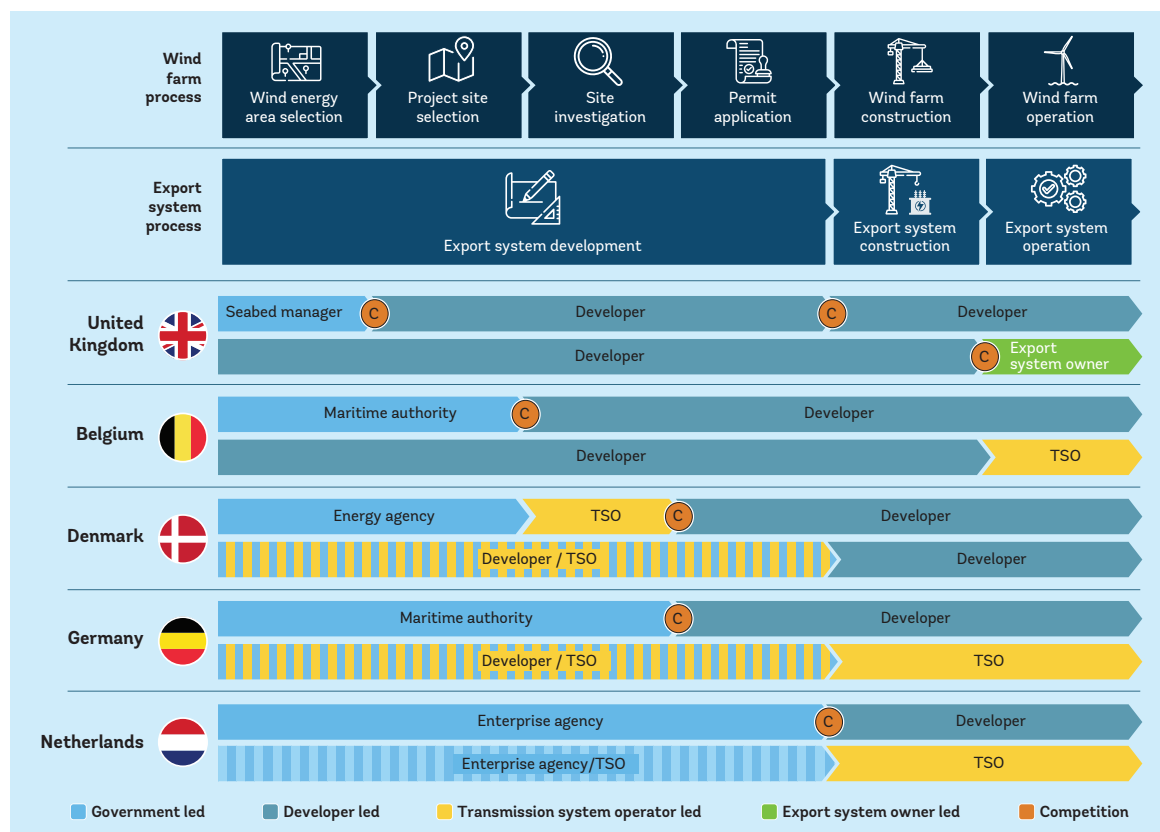 Wind
farm
process
Wind energy
area selection
Project site
selection
Site
investigation
Permit
application
Wind farm
construction
Wind farm
operation
Export
system
process
Export system development
Export system
construction
Export system
operation
United
Kingdom
Seabed manager
C
Developer
C
Developer
Developer
C
Export
system owner
Belgium
Maritime authority
C
Developer
Developer
TSO
Denmark
Energy agency
TSO
C
Developer
Developer / TSO
Developer
Germany
Maritime authority
C
Developer
Developer / TSO
TSO
Netherlands
Enterprise agency
C
Developer
Enterprise agency/TSO
TSO
Government led
Developer led
Transmission system operator led
Export system owner led
Competition